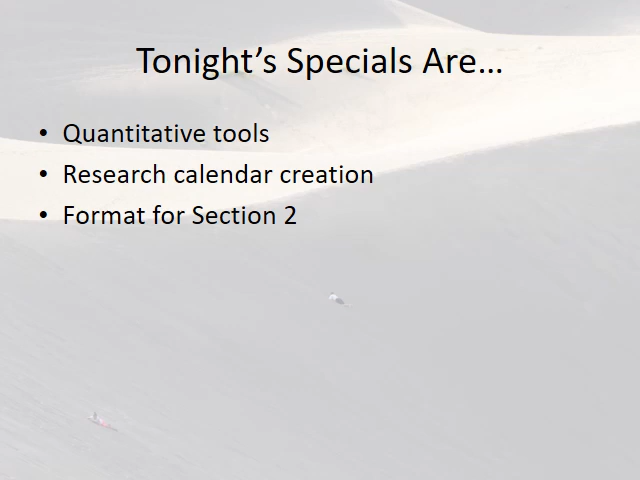 Tonight’s Specials Are…
• Quantitative tools
• Research calendar creation
• Format for Section 2